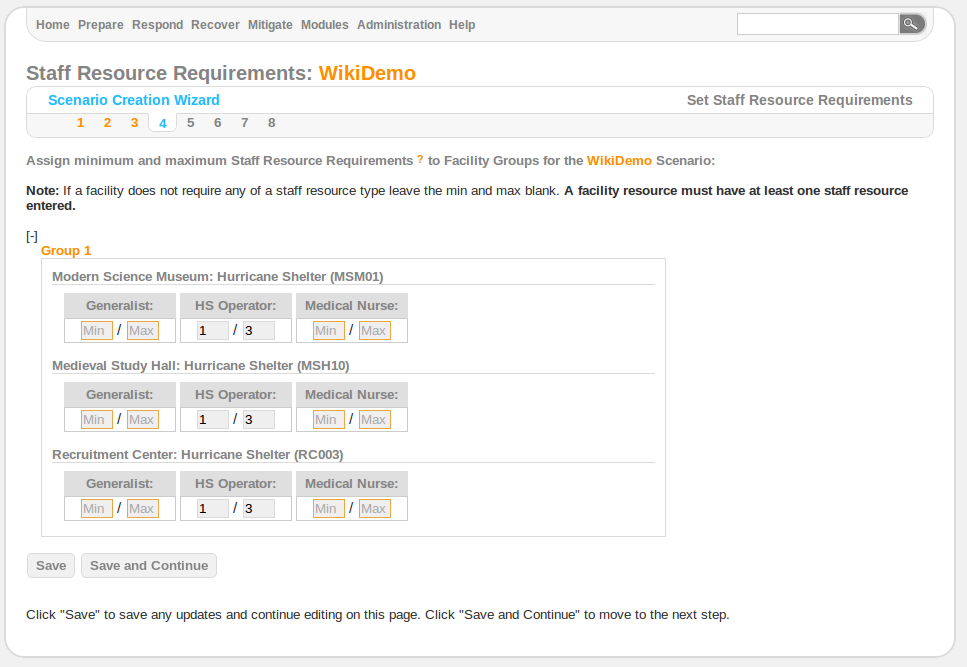 Home Prepare Respond Recover Mitigate Modules Administration Help
Staff Resource Requirements: WikiDemo
Scenario Creation Wizard Set Staff Resource Requirements
1 2 3 4 5 6 7 8
Assign minimum and maximum Staff Resource Requirements ? to Facility Groups for the WikiDemo Scenario:
Note: If a facility does not require any of a staff resource type leave the min and max blank. A facility resource must have at least one staff resource
entered.
[-]
Group 1
Modern Science Museum: Hurricane Shelter (MSM01)
Generalist: HS Operator: Medical Nurse:
Min / Max 1 / 3 Min / Max
Medieval Study Hall: Hurricane Shelter (MSH10)
Generalist: HS Operator: Medical Nurse:
Min / Max 1 / 3 Min / Max
Recruitment Center: Hurricane Shelter (RC003)
Generalist: HS Operator: Medical Nurse:
Min / Max 1 / 3 Min / Max
Save Save and Continue
Click "Save" to save any updates and continue editing on this page. Click "Save and Continue" to move to the next step.